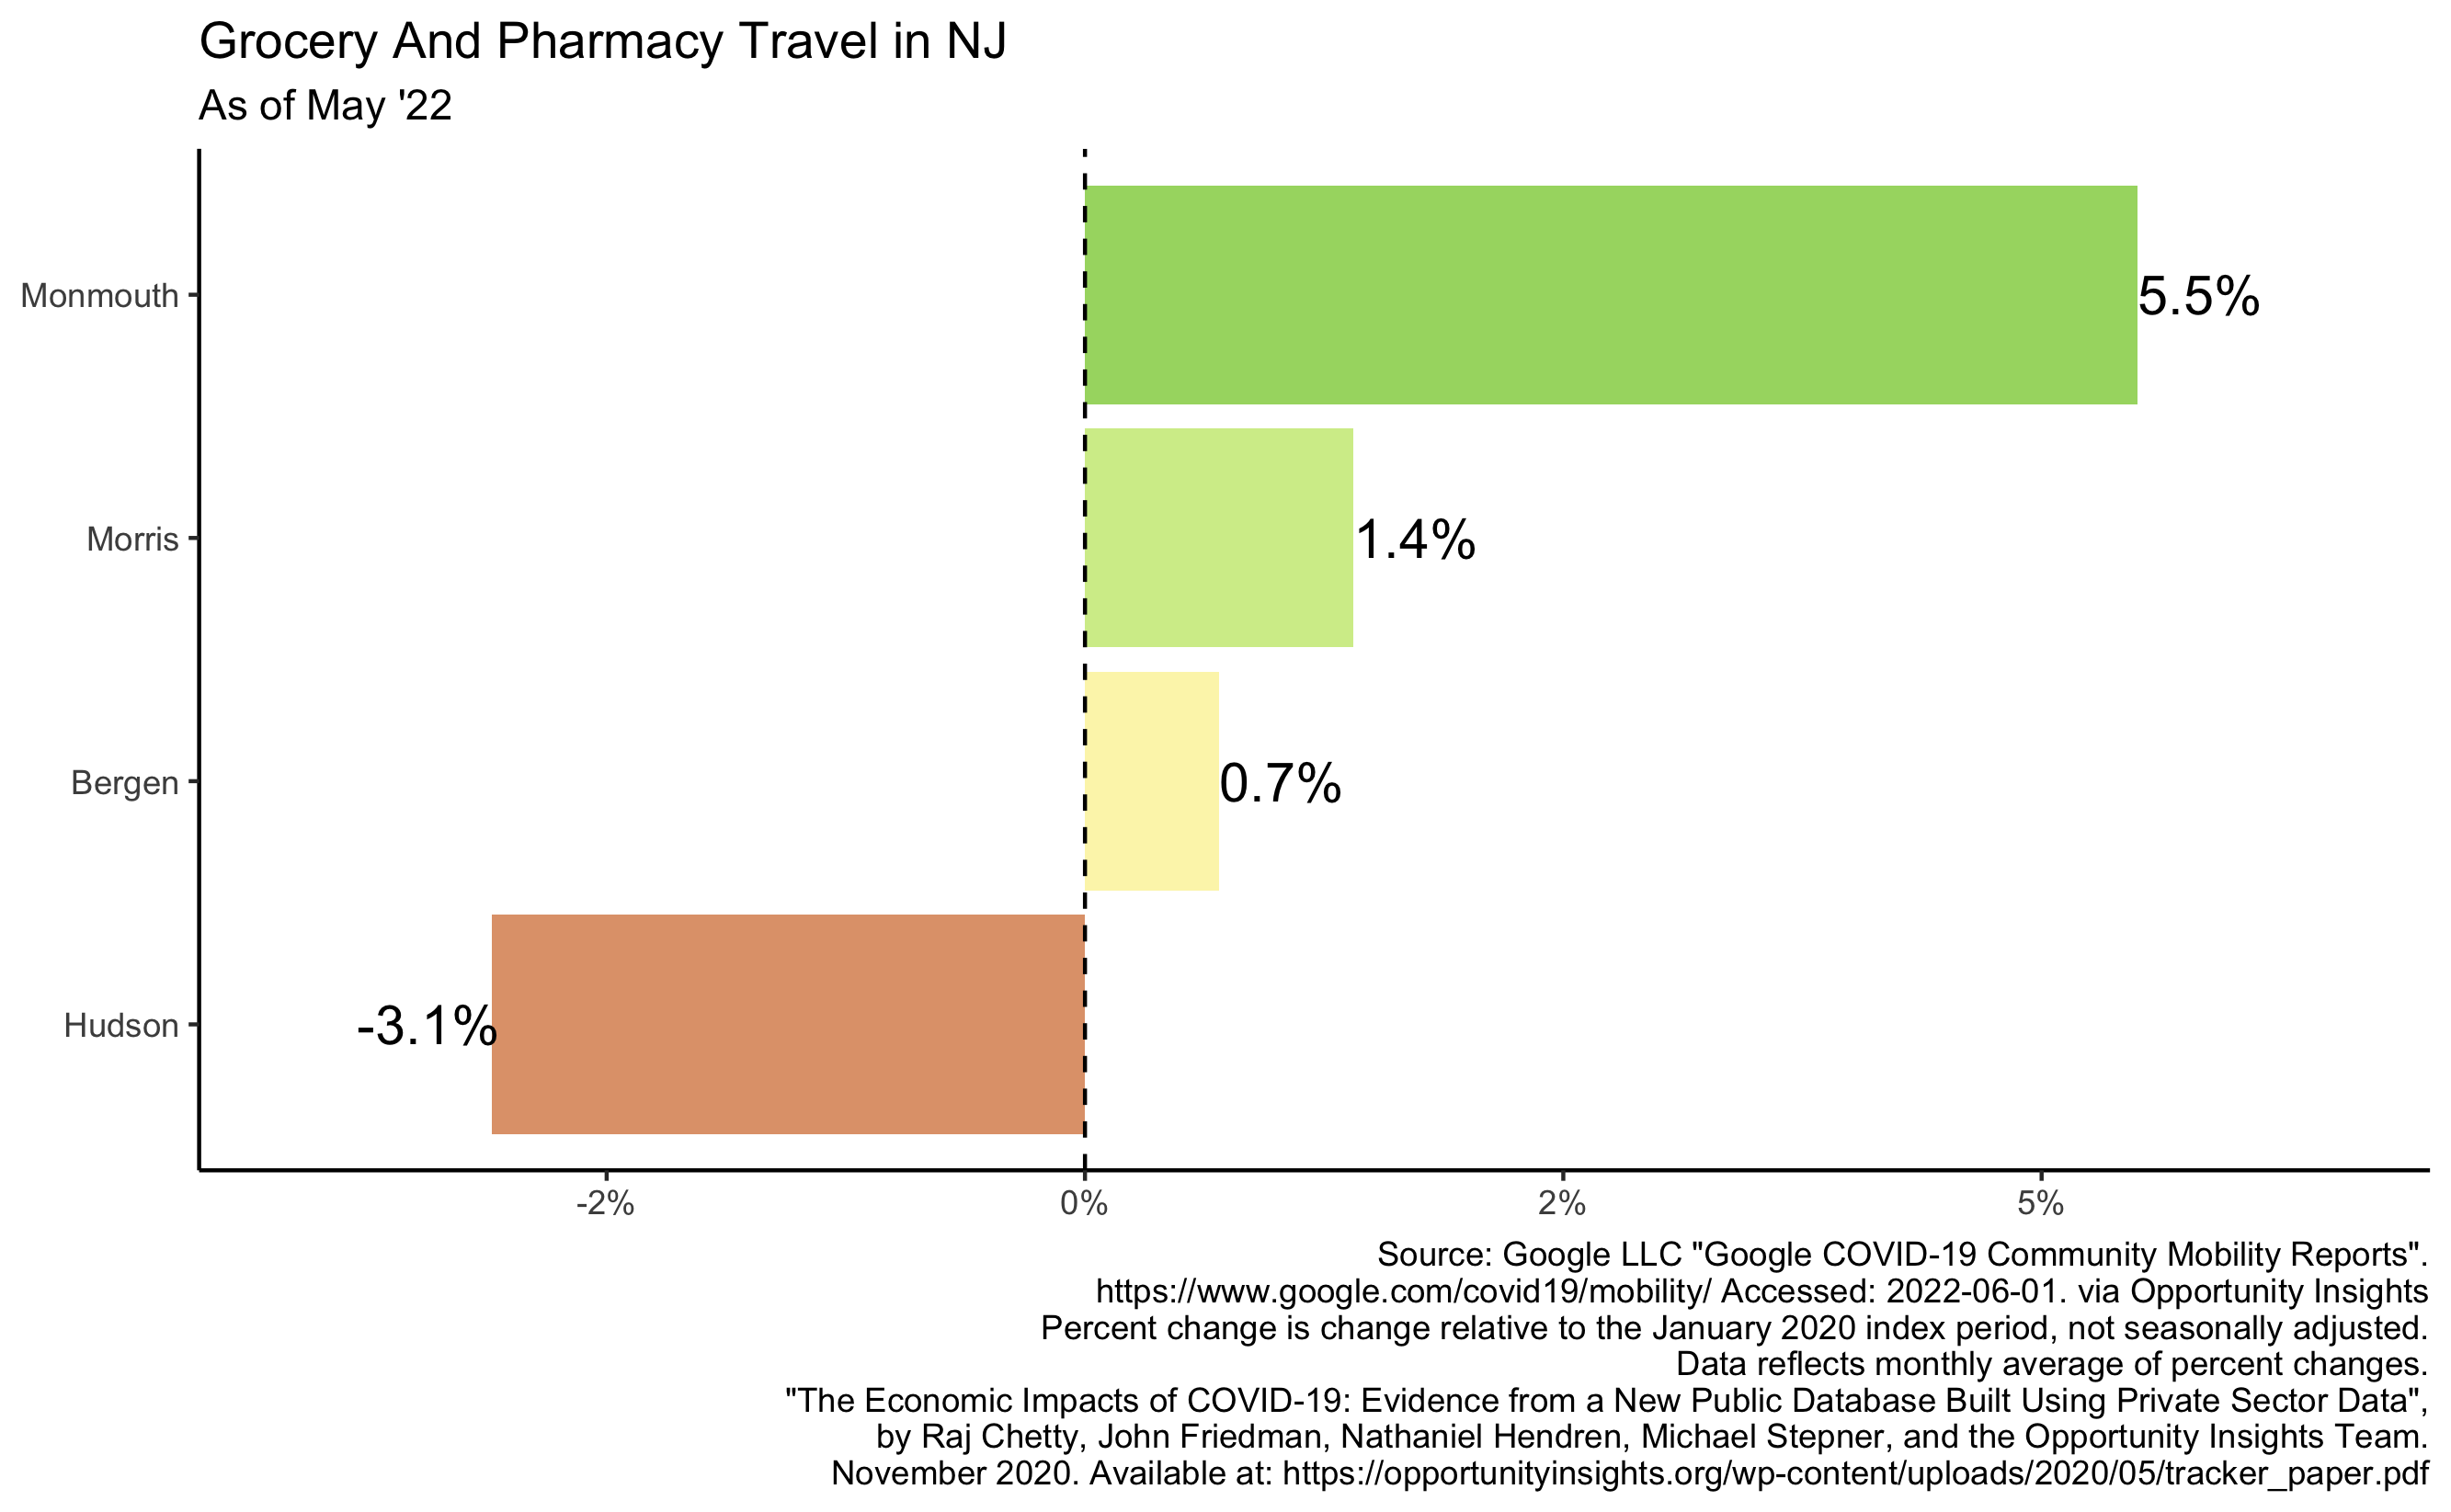 Grocery And Pharmacy Travel in NJ
As of May '22
Monmouth
5.5%
Morris
1.4%
Bergen
0.7%
Hudson
-3.1%
-2% 0% 2% 5%
Source: Google LLC "Google COVID-19 Community Mobility Reports".
https://www.google.com/covid19/mobility/ Accessed: 2022-06-01. via Opportunity Insights
Percent change is change relative to the January 2020 index period, not seasonally adjusted.
Data reflects monthly average of percent changes.
"The Economic Impacts of COVID-19: Evidence from a New Public Database Built Using Private Sector Data",
by Raj Chetty, John Friedman, Nathaniel Hendren, Michael Stepner, and the Opportunity Insights Team.
November 2020. Available at: https://opportunityinsights.org/wp-content/uploads/2020/05/tracker_paper.pdf